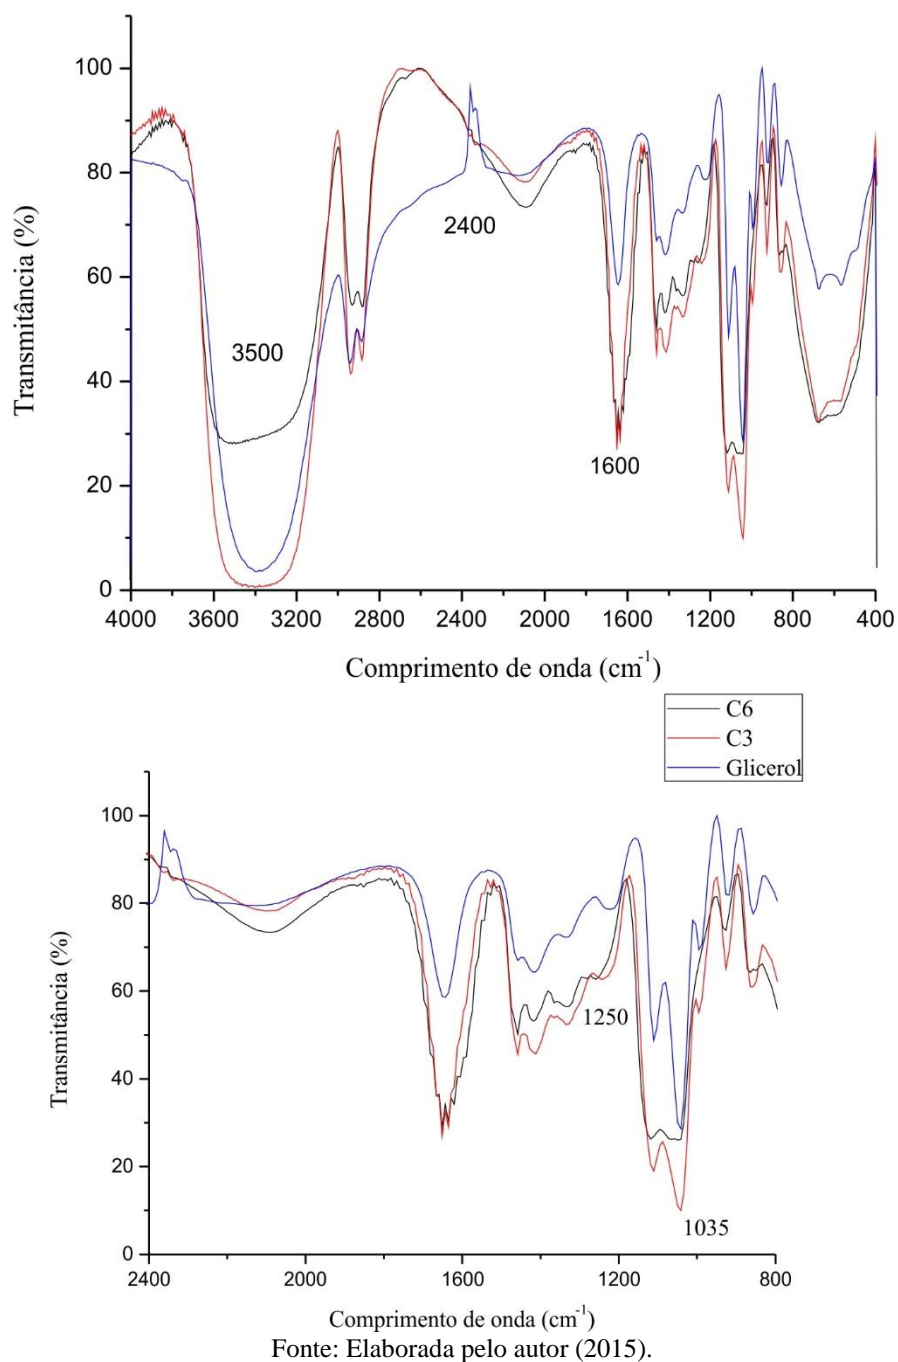 100
80
60
40
20
0
Transmitância (%)
3500
2400
1600
4000 3600 3200 2800 2400 2000 1600 1200 800 400
Comprimento de onda (cm-1)
C6
C3
Glicerol
100
80
60
40
20
0
Transmitância (%)
1250
1035
2400 2000 1600 1200 800
Comprimento de onda (cm-1)
Fonte: Elaborada pelo autor (2015).